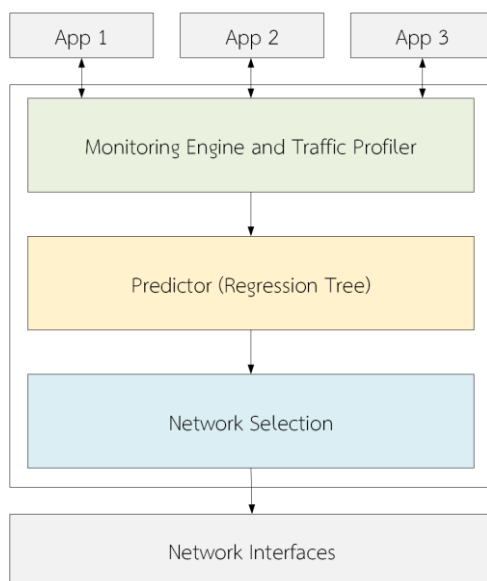 App 1
App 2
App 3
Monitoring Engine and Traffic Profiler
Predictor (Regression Tree)
Network Selection
Network Interfaces